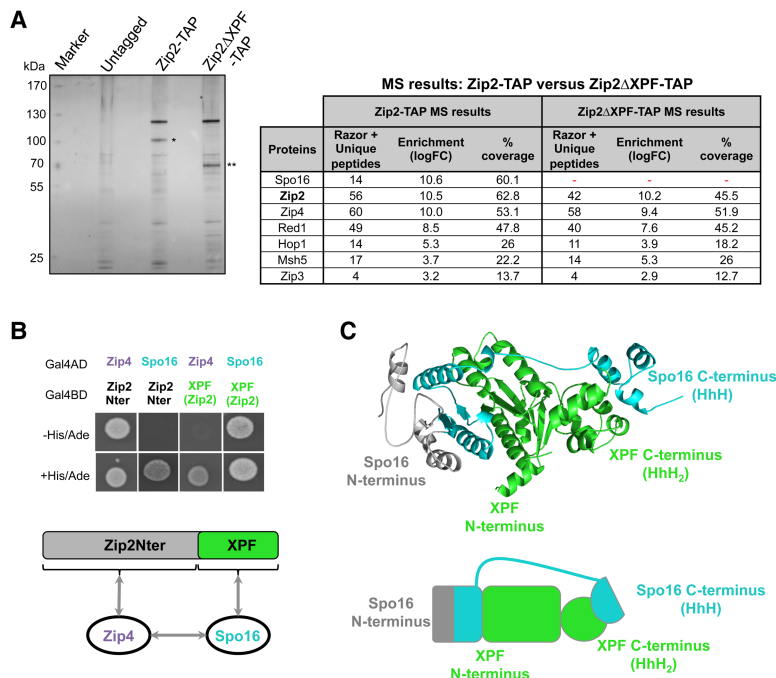 A
Marker
Untagged
Zip2-TAP
Zip2ΔXPF
-TAP
kDa
170
130
100
70
55
25
*
**
MS results: Zip2-TAP versus Zip2ΔXPF-TAP
Zip2-TAP MS results Zip2ΔXPF-TAP MS results
Proteins Razor + Unique peptides Enrichment (logFC) % coverage Razor + Unique peptides Enrichment (logFC) % coverage
Spo16 14 10.6 60.1 - - -
Zip2 56 10.5 62.8 42 10.2 45.5
Zip4 60 10.0 53.1 58 9.4 51.9
Red1 49 8.5 47.8 40 7.6 45.2
Hop1 14 5.3 26 11 3.9 18.2
Msh5 17 3.7 22.2 14 5.3 26
Zip3 4 3.2 13.7 4 2.9 12.7
B
Gal4AD Zip4 Spo16 Zip4 Spo16
Gal4BD Zip2 Nter Zip2 Nter XPF (Zip2) XPF (Zip2)
-His/Ade
+His/Ade
Zip2Nter XPF
Zip4 Spo16
C
Spo16 C-terminus
(HhH)
Spo16
N-terminus
XPF C-terminus
(HhH2)
XPF
N-terminus
Spo16
N-terminus
Spo16 C-terminus
(HhH)
XPF
N-terminus
XPF C-terminus
(HhH2)